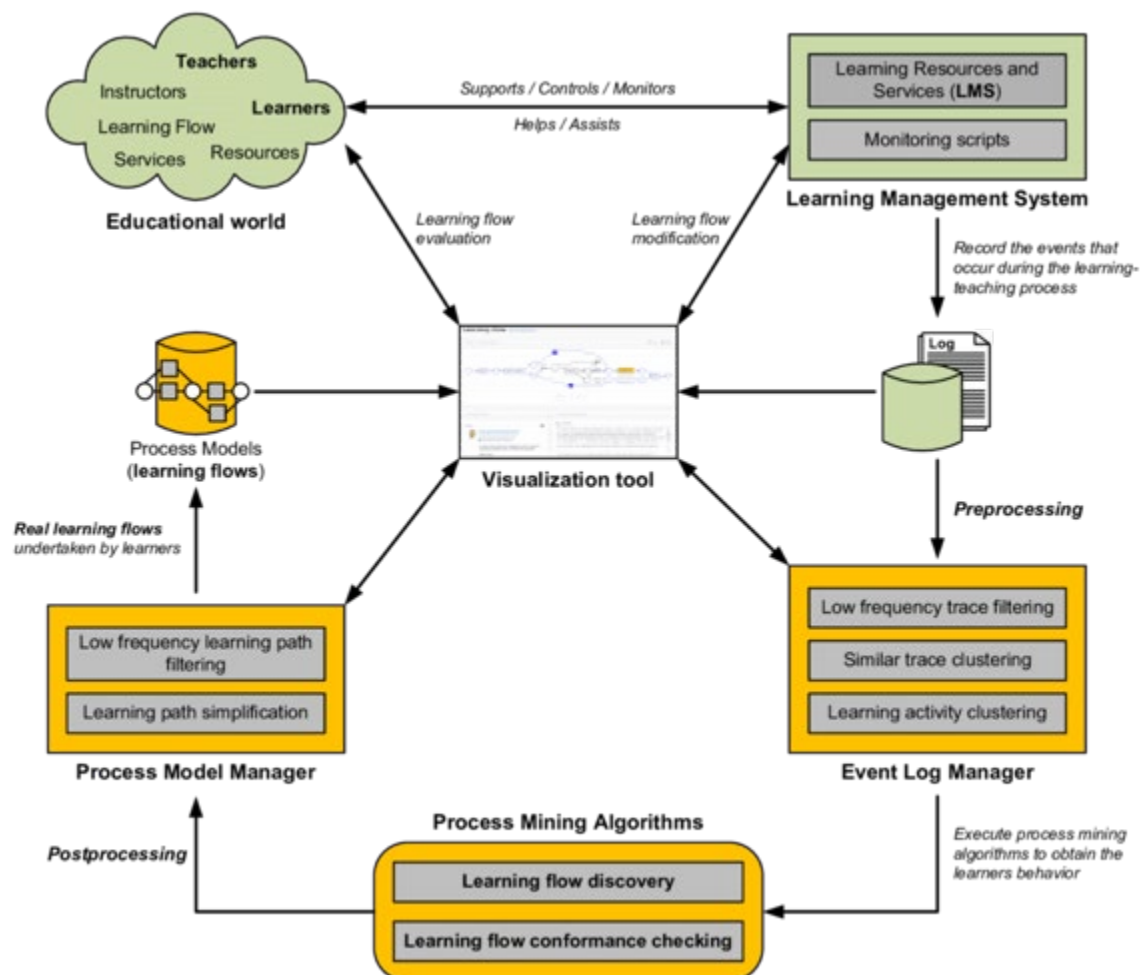 Teachers
Instructors
Learners
Learning Flow
Services
Resources
Educational world
Supports / Controls / Monitors
Helps / Assists
Learning Resources and
Services (LMS)
Monitoring scripts
Learning Management System
Learning flow
evaluation
Learning flow
modification
Record the events that
occur during the learning-
teaching process
Log
Process Models
(learning flows)
Visualization tool
Preprocessing
Real learning flows
undertaken by learners
Low frequency learning path
filtering
Learning path simplification
Process Model Manager
Low frequency trace filtering
Similar trace clustering
Learning activity clustering
Event Log Manager
Process Mining Algorithms
Learning flow discovery
Learning flow conformance checking
Postprocessing
Execute process mining
algorithms to obtain the
learners behavior